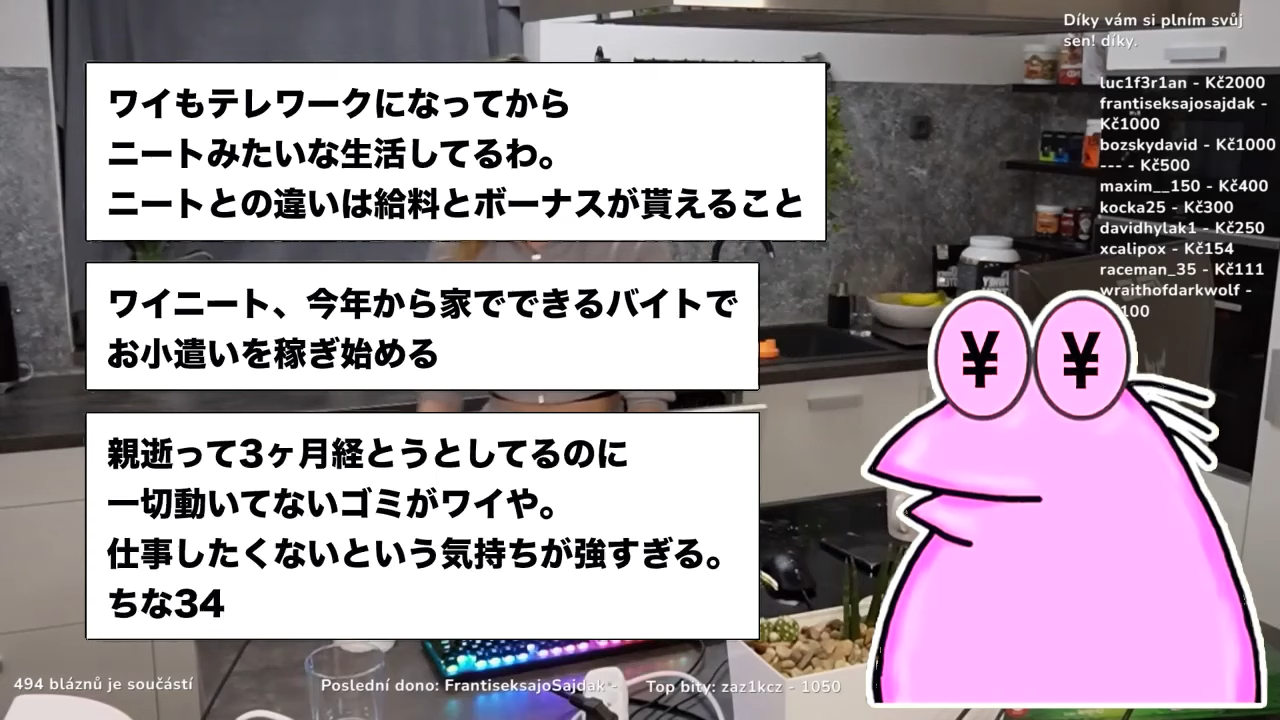 Díky vám si plním svůj
sen! díky.
luc1f3r1an - Kč2000
frantiseksajosajdak -
Kč1000
bozskydavid - Kč1000
--- - Kč500
maxim__150 - Kč400
kocka25 - Kč300
davidhylak1 - Kč250
xcalipox - Kč154
raceman_35 - Kč111
wraithofdarkwolf -
100
ワイもテレワークになってから
ニートみたいな生活してるわ。
ニートとの違いは給料とボーナスが貰えること
ワイニート、今年から家でできるバイトで
お小遣いを稼ぎ始める
親逝って3ヶ月経とうとしてるのに
一切動いてないゴミがワイや。
仕事したくないという気持ちが強すぎる。
ちな34
¥ ¥
494 bláznů je součástí
Poslední dono: FrantiseksajoSajdak -
Top bity: zaz1kcz - 1050